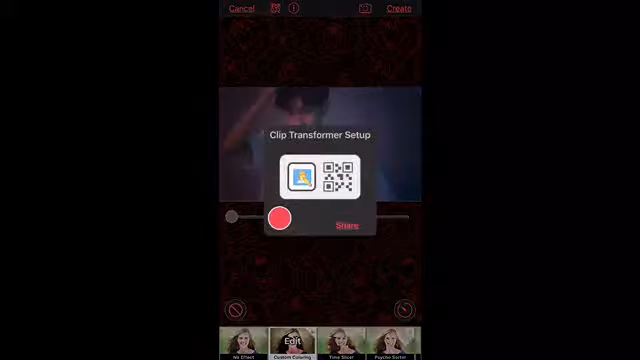 Cancel
Create
Clip Transformer Setup
Share
Edit
No Effect
Custom Coloring
Time Slicer
Psycho Sorter